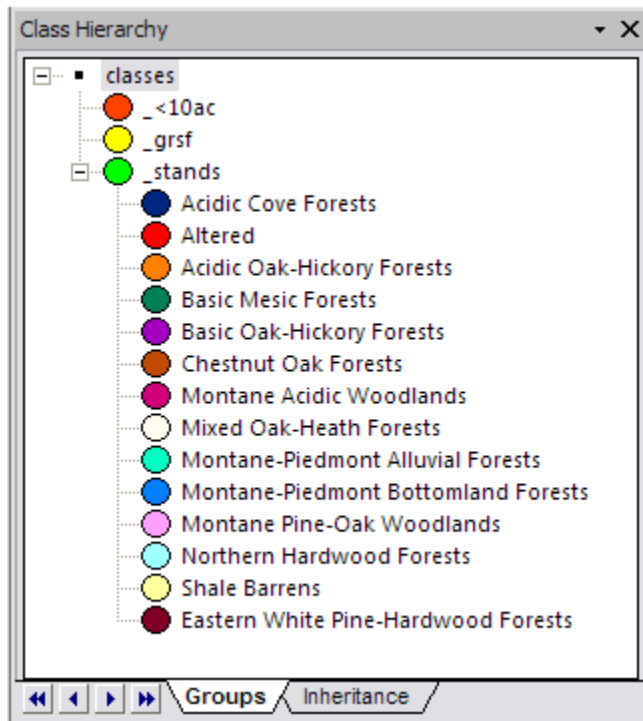 Class Hierarchy
classes
_<10ac
_grsf
_stands
Acidic Cove Forests
Altered
Acidic Oak-Hickory Forests
Basic Mesic Forests
Basic Oak-Hickory Forests
Chestnut Oak Forests
Montane Acidic Woodlands
Mixed Oak-Heath Forests
Montane-Piedmont Alluvial Forests
Montane-Piedmont Bottomland Forests
Montane Pine-Oak Woodlands
Northern Hardwood Forests
Shale Barrens
Eastern White Pine-Hardwood Forests
Groups Inheritance